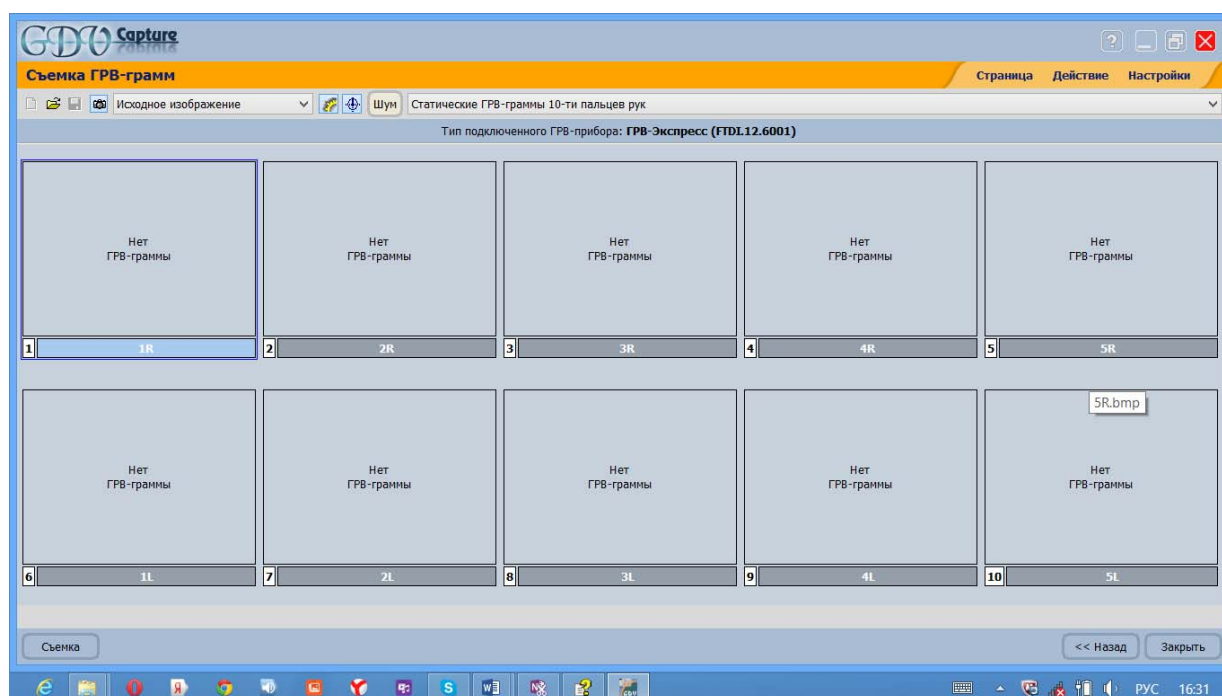 GDV Capture
Съемка ГРВ-грамм
Страница Действие Настройки
Исходное изображение Шум Статические ГРВ-граммы 10-ти пальцев рук
Тип подключенного ГРВ-прибора: ГРВ-Экспресс (FTDI.12.6001)
Нет
ГРВ-граммы
Нет
ГРВ-граммы
Нет
ГРВ-граммы
Нет
ГРВ-граммы
Нет
ГРВ-граммы
1 1R 2 2R 3 3R 4 4R 5 5R
5R.bmp
Нет
ГРВ-граммы
Нет
ГРВ-граммы
Нет
ГРВ-граммы
Нет
ГРВ-граммы
Нет
ГРВ-граммы
6 1L 7 2L 8 3L 9 4L 10 5L
Съемка << Назад Закрыть
РУС 16:31